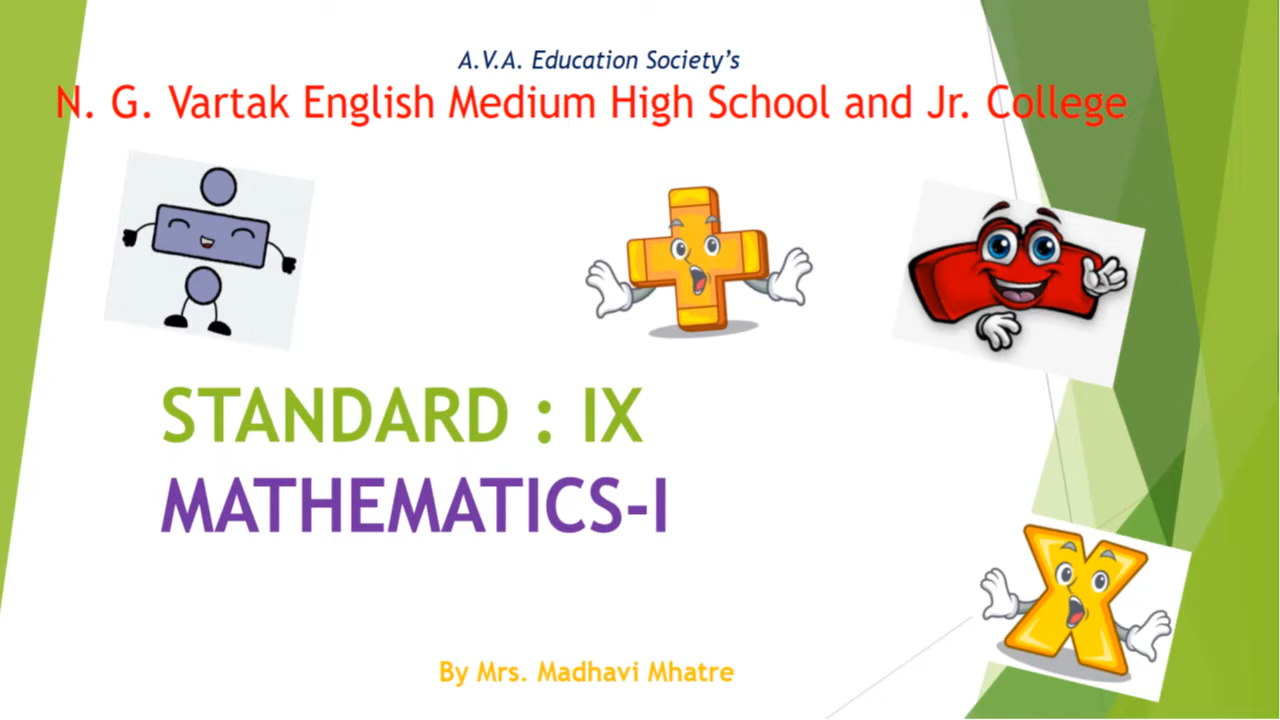 A.V.A. Education Society’s
N. G. Vartak English Medium High School and Jr. College
STANDARD : IX
MATHEMATICS-I
By Mrs. Madhavi Mhatre